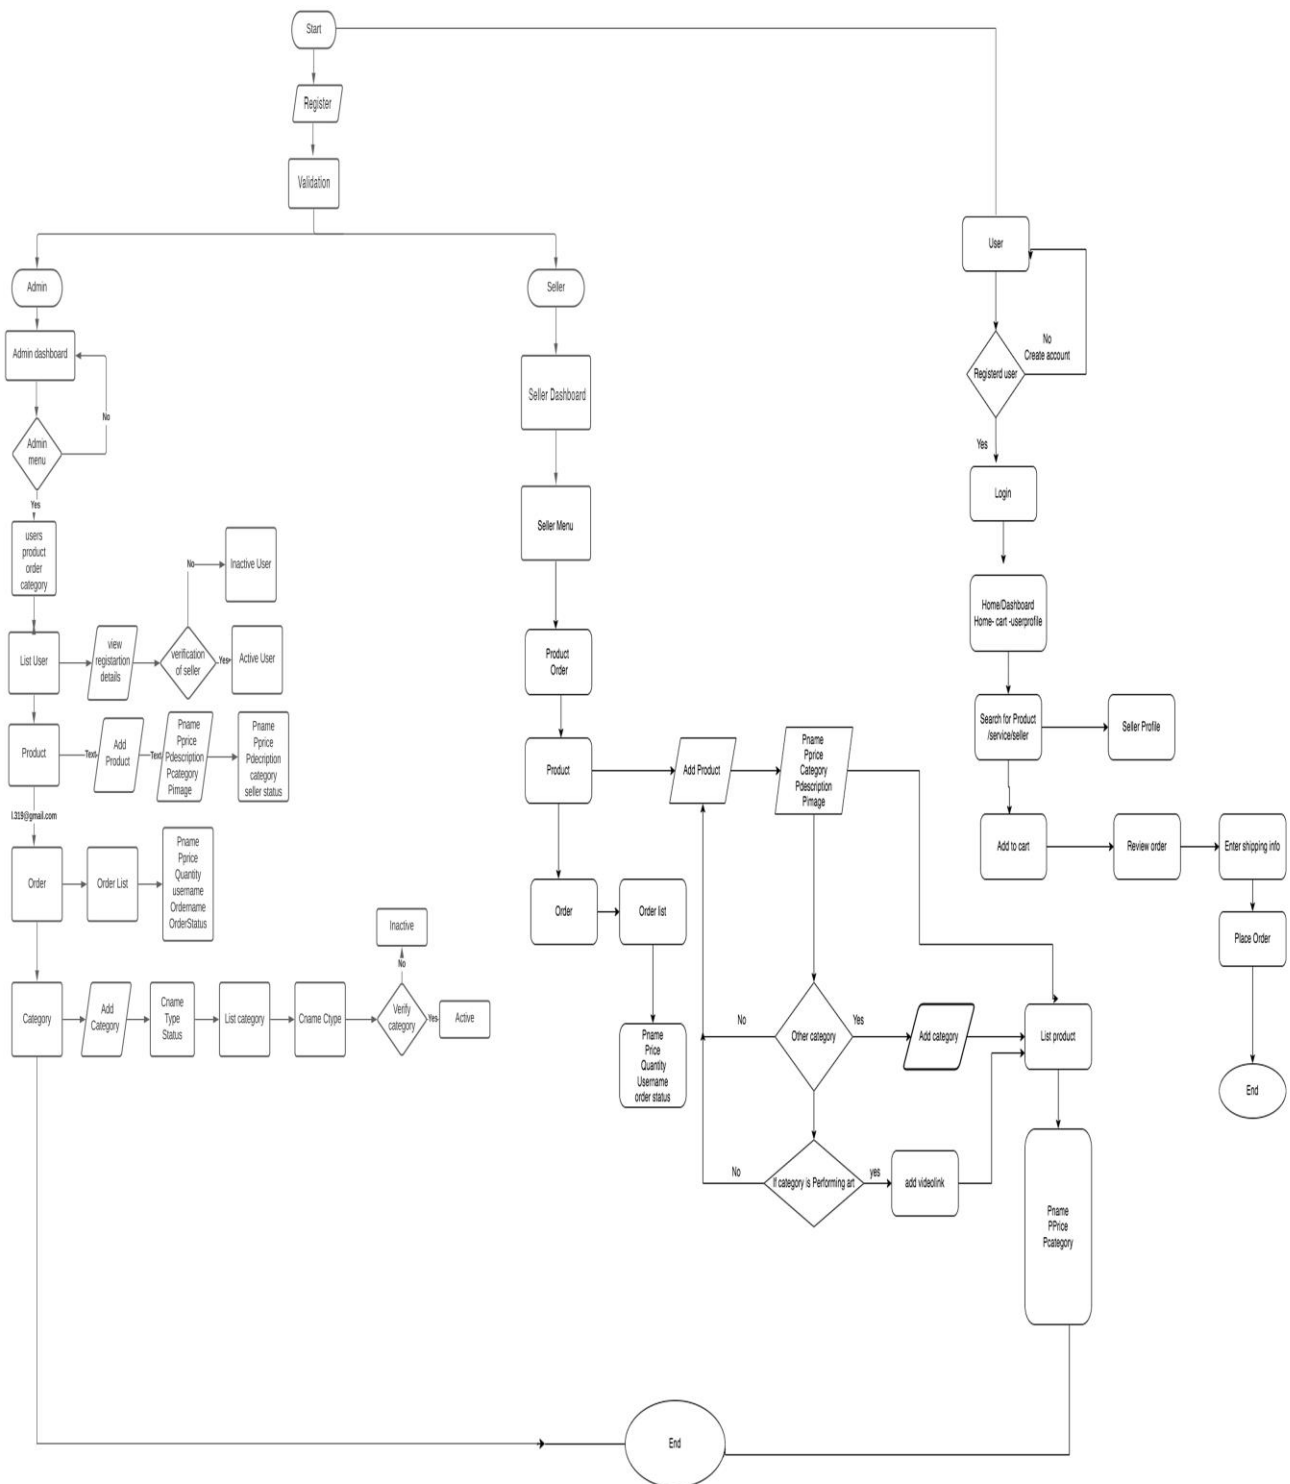 Start
Register
Validation
Admin
Admin dashboard
No
Admin
menu
Yes
users
product
order
category
List User
view
registartion
details
verification
of seller
No
Inactive User
Yes
Active User
Product
Text
Add
Product
Text
Pname
Pprice
Pdescription
Pcategory
Pimage
Pname
Pprice
Pdecription
category
seller status
l.319@gmail.com
Order
Order List
Pname
Pprice
Quantity
username
Ordername
OrderStatus
Category
Add
Category
Cname
Type
Status
List category
Cname Ctype
Verify
category
No
Inactive
Yes
Active
Seller
Seller Dashboard
Seller Menu
Product
Order
Product
Add Product
Pname
Pprice
Category
Pdescription
Pimage
Order
Order list
Pname
Price
Quantity
Username
order status
No
Other category
Yes
Add category
List product
No
If category is Performing art
yes
add videolink
Pname
PPrice
Pcategory
User
No
Create account
Registerd user
Yes
Login
Home/Dashboard
Home- cart -userprofile
Search for Product
/service/seller
Seller Profile
Add to cart
Review order
Enter shipping info
Place Order
End
End